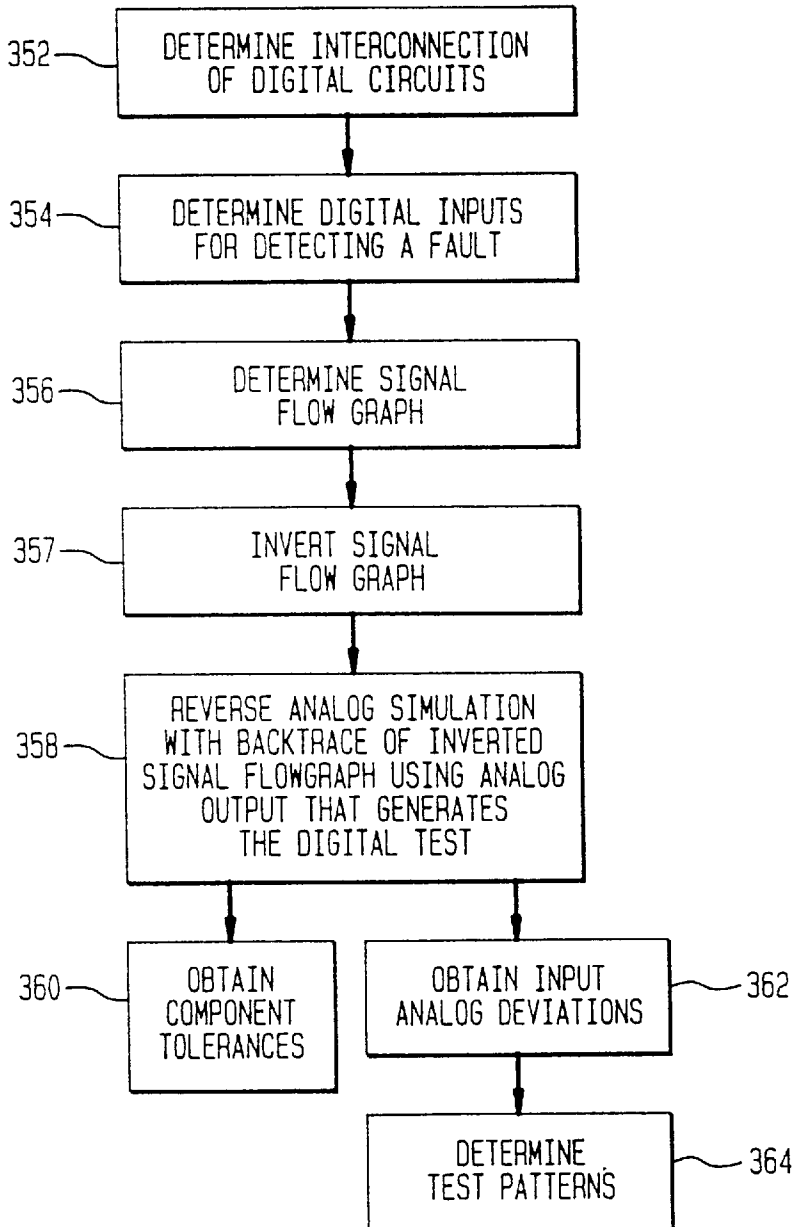 352
DETERMINE INTERCONNECTION
OF DIGITAL CIRCUITS
354
DETERMINE DIGITAL INPUTS
FOR DETECTING A FAULT
356
DETERMINE SIGNAL
FLOW GRAPH
357
INVERT SIGNAL
FLOW GRAPH
358
REVERSE ANALOG SIMULATION
WITH BACKTRACE OF INVERTED
SIGNAL FLOWGRAPH USING ANALOG
OUTPUT THAT GENERATES
THE DIGITAL TEST
360
OBTAIN
COMPONENT
TOLERANCES
OBTAIN INPUT
ANALOG DEVIATIONS
362
DETERMINE
TEST PATTERNS
364